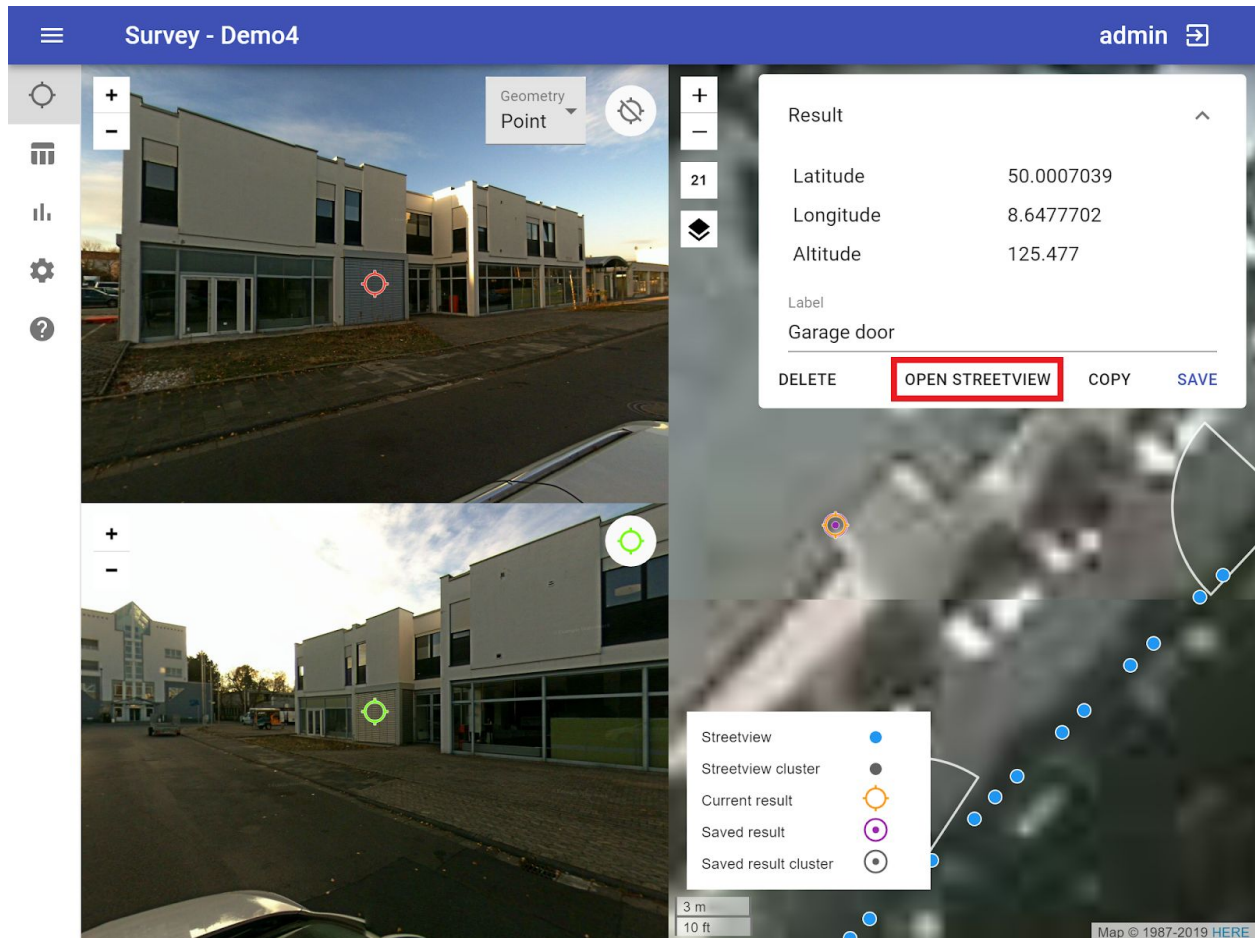 Survey - Demo4
admin
+
-
Geometry
Point
+
-
+
−
21
Result
Latitude 50.0007039
Longitude 8.6477702
Altitude 125.477
Label
Garage door
DELETE OPEN STREETVIEW COPY SAVE
Streetview
Streetview cluster
Current result
Saved result
Saved result cluster
3 m
10 ft
Map © 1987-2019 HERE